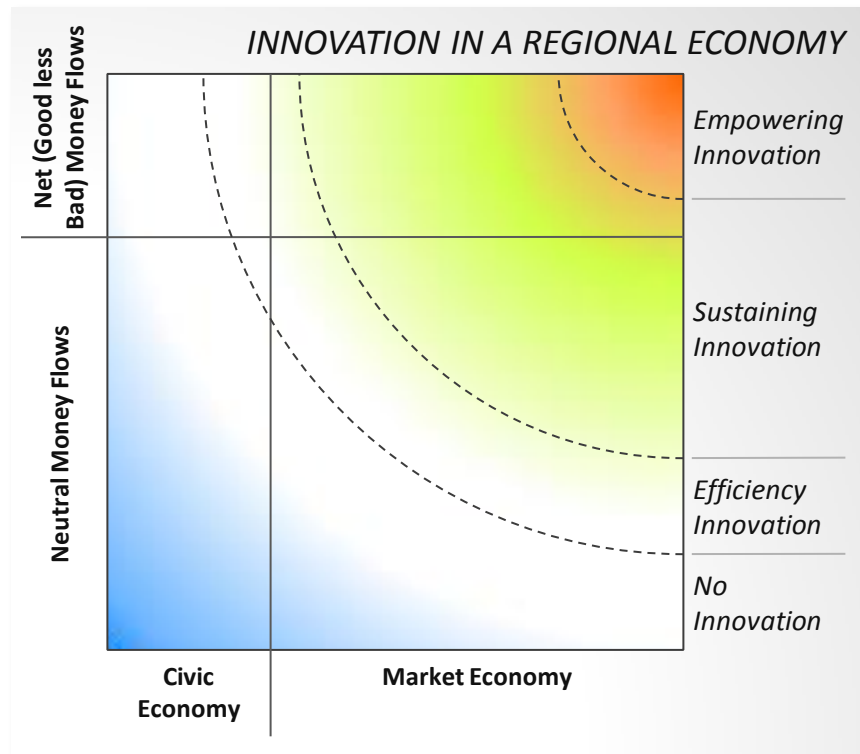 INNOVATION IN A REGIONAL ECONOMY
Net (Good less
Bad) Money Flows
Neutral Money Flows
Empowering
Innovation
Sustaining
Innovation
Efficiency
Innovation
No
Innovation
Civic
Economy
Market Economy